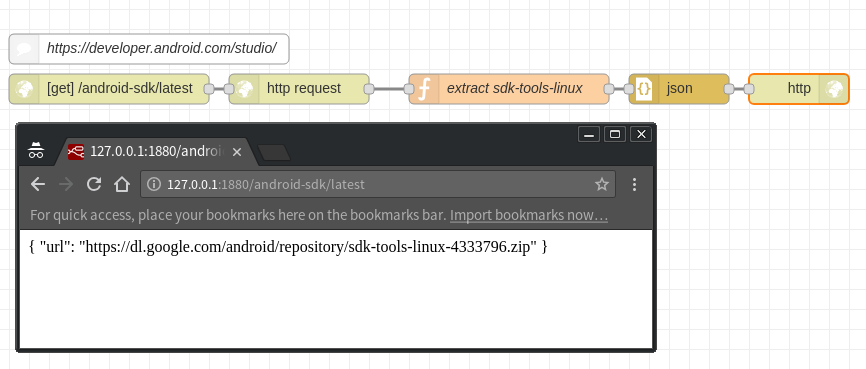 https://developer.android.com/studio/
[get] /android-sdk/latest
http request
extract sdk-tools-linux
json
http
127.0.0.1:1880/androi
127.0.0.1:1880/android-sdk/latest
For quick access, place your bookmarks here on the bookmarks bar. Import bookmarks now…
{ "url": "https://dl.google.com/android/repository/sdk-tools-linux-4333796.zip" }